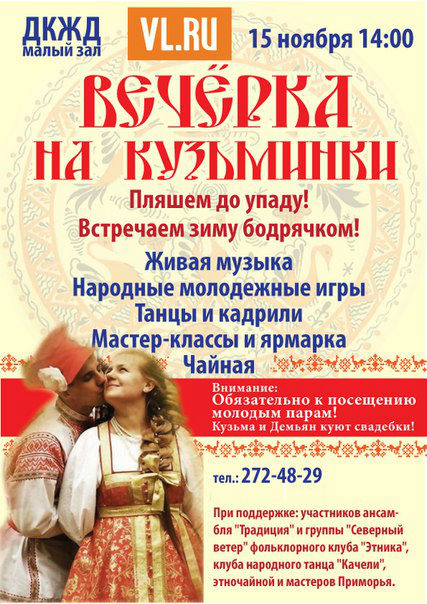 ДКЖД
малый зал
VL.RU
15 ноября 14:00
ВЕЧЁРКА
НА КУЗЬМИНКИ
Пляшем до упаду!
Встречаем зиму бодрячком!
Живая музыка
Народные молодежные игры
Танцы и кадрили
Мастер-классы и ярмарка
Чайная
Внимание:
Обязательно к посещению
молодым парам!
Кузьма и Демьян куют свадебки!
тел.: 272-48-29
При поддержке: участников ансам-
бля "Традиция" и группы "Северный
ветер" фольклорного клуба "Этника",
клуба народного танца "Качели",
этночайной и мастеров Приморья.